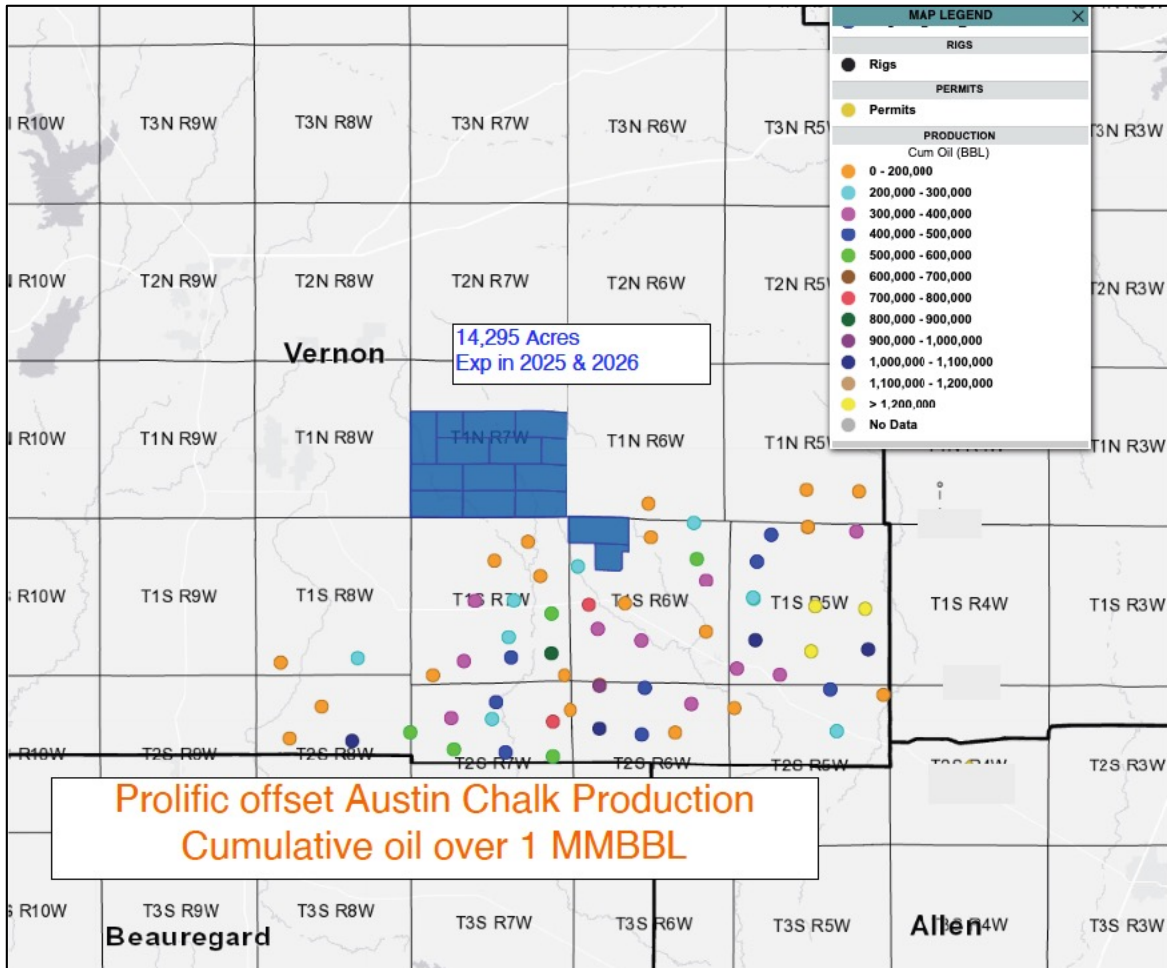 MAP LEGEND
RIGS
Rigs
PERMITS
Permits
PRODUCTION
Cum Oil (BBL)
0 - 200,000
200,000 - 300,000
300,000 - 400,000
400,000 - 500,000
500,000 - 600,000
600,000 - 700,000
700,000 - 800,000
800,000 - 900,000
900,000 - 1,000,000
1,000,000 - 1,100,000
1,100,000 - 1,200,000
> 1,200,000
No Data
R10W T3N R9W T3N R8W T3N R7W T3N R6W T3N R5 T3N R3W
R10W T2N R9W T2N R8W T2N R7W T2N R6W T2N R5 T2N R3W
14,295 Acres
Exp in 2025 & 2026
Vernon
R10W T1N R9W T1N R8W T1N R7W T1N R6W T1N R5 T1N R3W
R10W T1S R9W T1S R8W T1S R7W T1S R6W T1S R5W T1S R4W T1S R3W
R10W T2S R9W T2S R8W T2S R7W T2S R6W T2S R5W T2S R3W
Prolific offset Austin Chalk Production
Cumulative oil over 1 MMBBL
R10W T3S R9W T3S R8W T3S R7W T3S R6W T3S R5W T3S R3W
Beauregard
Allen